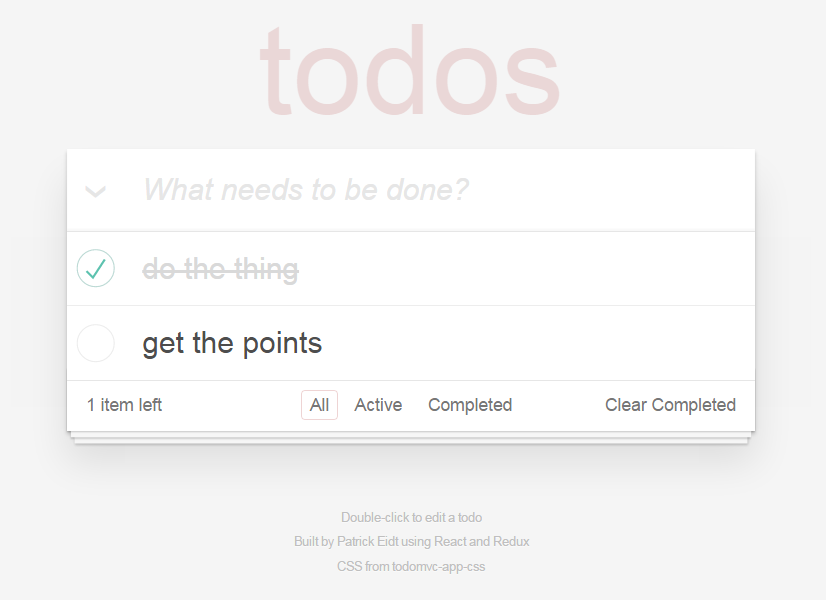 todos
What needs to be done?
do the thing
get the points
1 item left All Active Completed Clear Completed
Double-click to edit a todo
Built by Patrick Eidt using React and Redux
CSS from todomvc-app-css